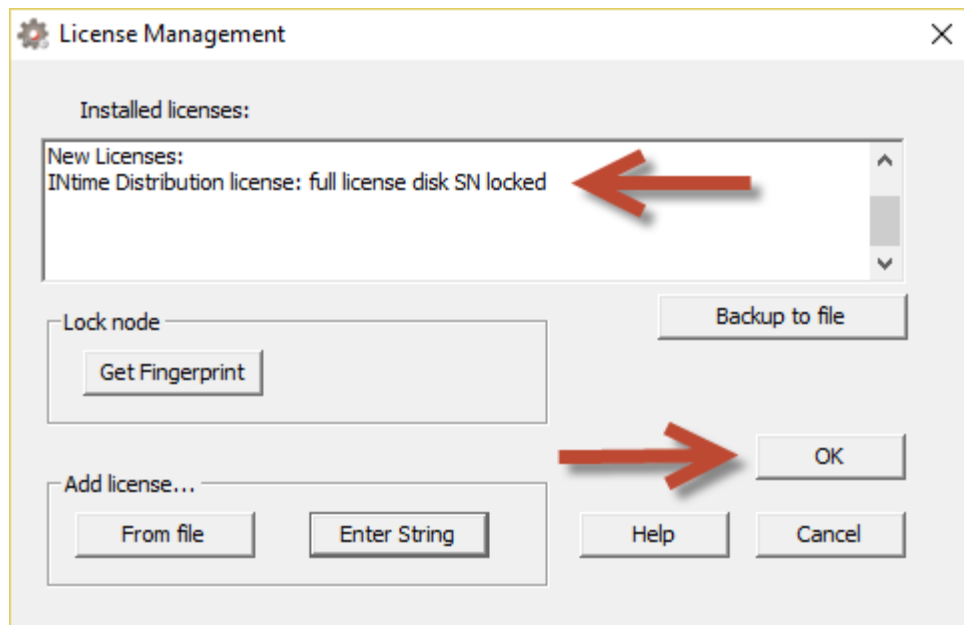 License Management
Installed licenses:
New Licenses:
INtime Distribution license: full license disk SN locked
Backup to file
Lock node
Get Fingerprint
OK
Add license...
From file
Enter String
Help
Cancel